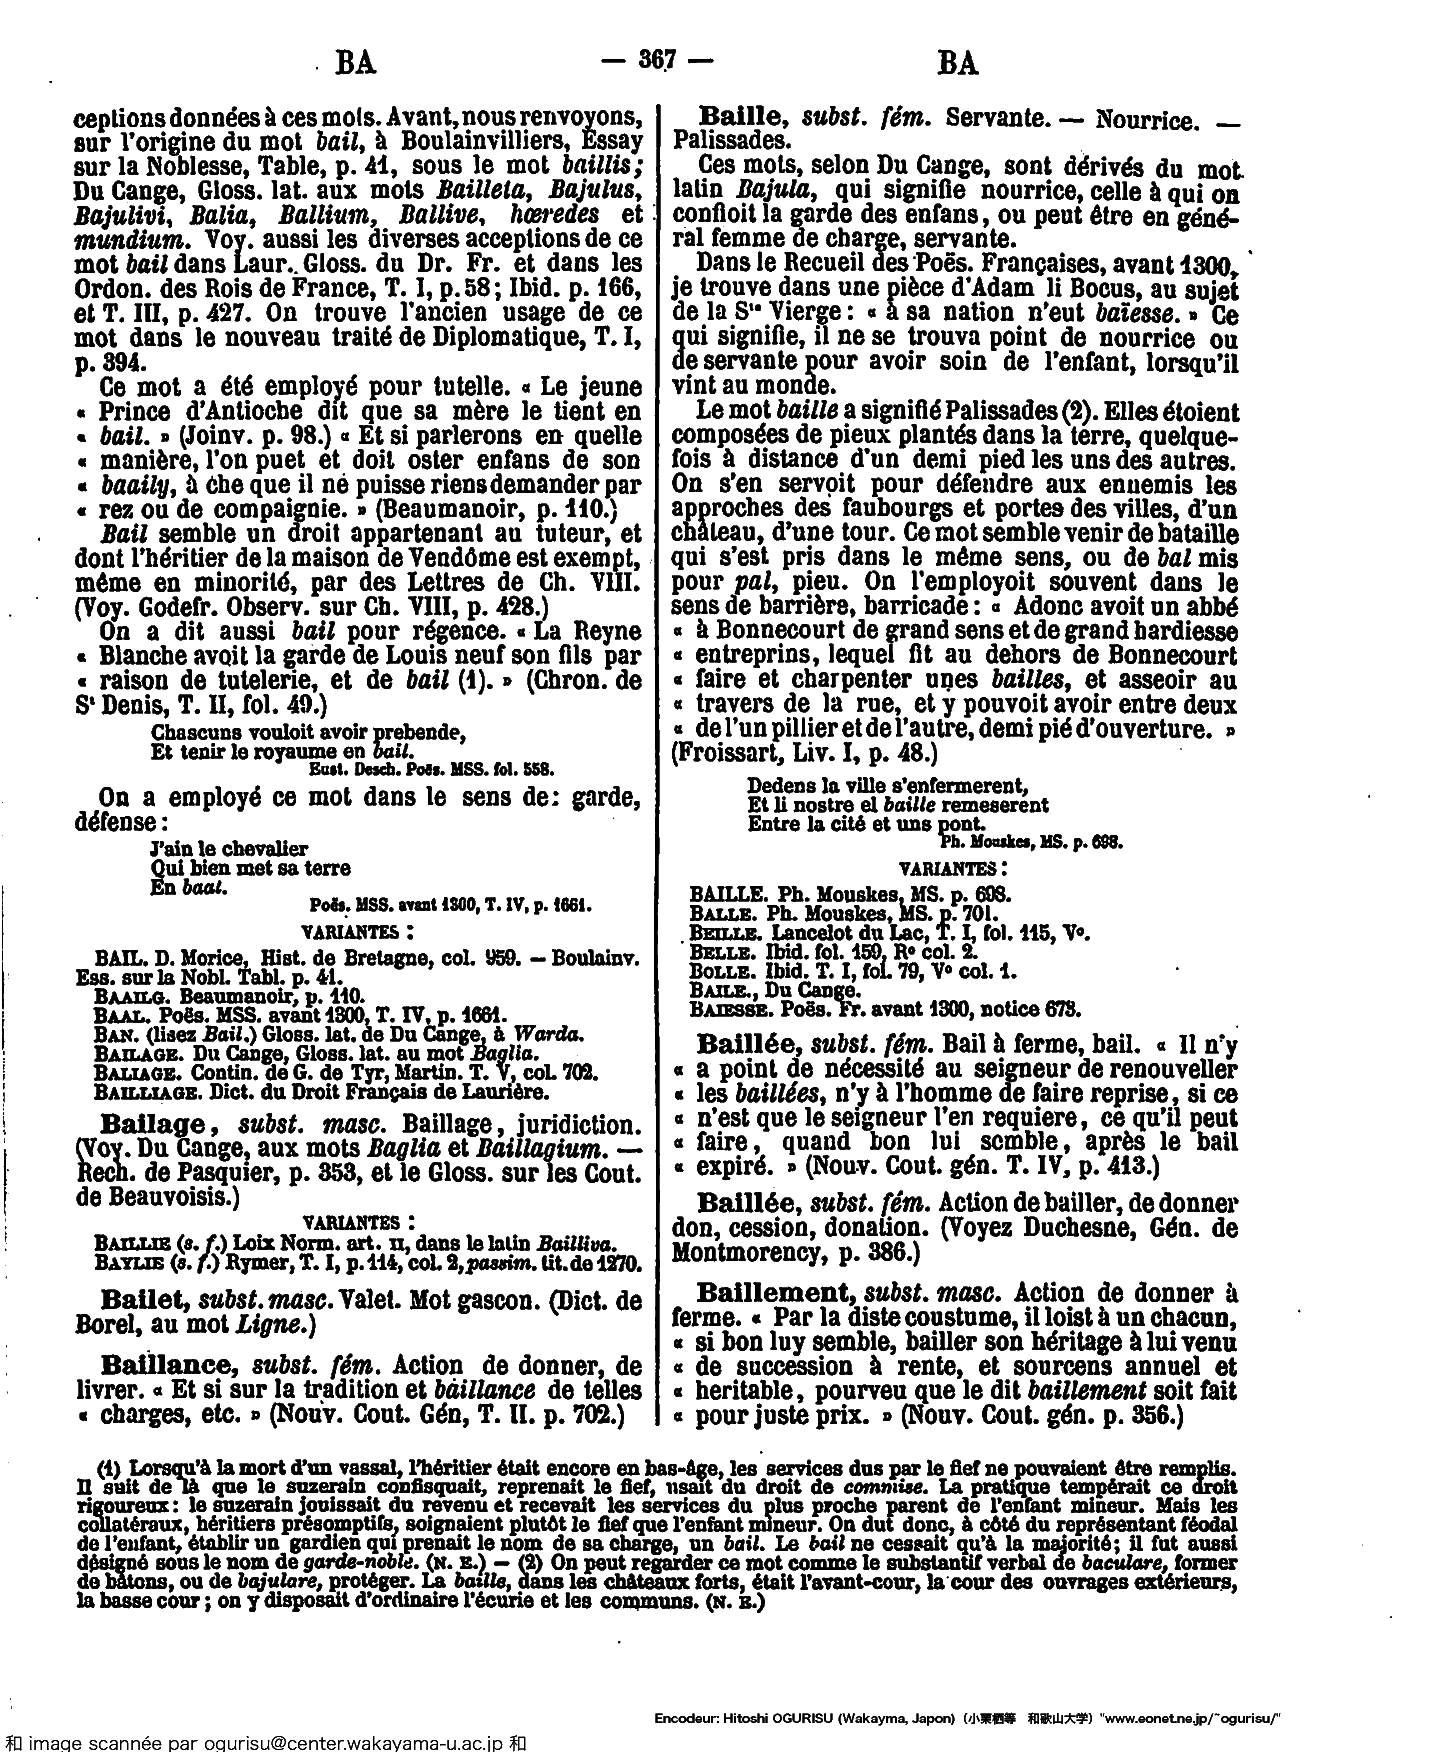 BA — 367 — BA
ceptions données à ces mots. Avant, nous renvoyons,
sur l'origine du mot bail, à Boulainvilliers, Essay
sur la Noblesse, Table, p. 41, sous le mot baillis;
Du Cange, Gloss. lat. aux mots Bailleta, Bajulus,
Bajulivi, Balia, Ballium, Ballive, hœredes et
mundium. Voy. aussi les diverses acceptions de ce
mot bail dans Laur. Gloss. du Dr. Fr. et dans les
Ordon. des Rois de France, T. I, p. 58; Ibid. p. 166,
et T. III, p. 427. On trouve l'ancien usage de ce
mot dans le nouveau traité de Diplomatique, T. I,
p. 394.
Ce mot a été employé pour tutelle. « Le jeune
« Prince d'Antioche dit que sa mère le tient en
« bail. » (Joinv. p. 98.) « Et si parlerons en quelle
« manière, l'on puet et doit oster enfans de son
« baaily, à che que il ne puisse riens demander par
« rez ou de compaignie. » (Beaumanoir, p. 110.)
Bail semble un droit appartenant au tuteur, et
dont l'héritier de la maison de Vendôme est exempt,
même en minorité, par des Lettres de Ch. VIII.
(Voy. Godefr. Observ. sur Ch. VIII, p. 428.)
On a dit aussi bail pour régence. « La Reyne
« Blanche avoit la garde de Louis neuf son fils par
« raison de tutelerie, et de bail (1). » (Chron. de
St Denis, T. II, fol. 49.)
Chascuns vouloit avoir prebende,
Et tenir le royaume en bail.
Eust. Desch. Poës. MSS. fol. 558.
On a employé ce mot dans le sens de: garde,
défense :
J'ain le chevalier
Qui bien met sa terre
En baal.
Poës. MSS. avant 1300, T. IV, p. 1661.
VARIANTES :
BAIL. D. Morice, Hist. de Bretagne, col. 959. — Boulainv.
Ess. sur la Nobl. Tabl. p. 41.
BAAILG. Beaumanoir, p. 110.
BAAL. Poës. MSS. avant 1300, T. IV, p. 1661.
BAN. (lisez Bail.) Gloss. lat. de Du Cange, à Warda.
BAILAGE. Du Cange, Gloss. lat. au mot Baglia.
BALIAGE. Contin. de G. de Tyr, Martin. T. V, col. 702.
BAILLIAGE. Dict. du Droit Français de Laurière.
Bailage, subst. masc. Baillage, juridiction.
(Voy. Du Cange, aux mots Baglia et Baillagium. —
Rech. de Pasquier, p. 353, et le Gloss. sur les Cout.
de Beauvoisis.)
VARIANTES :
BAILLIE (s. f.) Loix Norm. art. II, dans le latin Bailliva.
BAYLIE (s. f.) Rymer, T. I, p. 114, col. 2, passim. tit. de 1270.
Bailet, subst. masc. Valet. Mot gascon. (Dict. de
Borel, au mot Ligne.)
Baillance, subst. fém. Action de donner, de
livrer. « Et si sur la tradition et baillance de telles
« charges, etc. » (Nouv. Cout. Gén, T. II. p. 702.)
Baille, subst. fém. Servante. — Nourrice. —
Palissades.
Ces mots, selon Du Cange, sont dérivés du mot
latin Bajula, qui signifie nourrice, celle à qui on
confioit la garde des enfans, ou peut être en géné-
ral femme de charge, servante.
Dans le Recueil des Poës. Françaises, avant 1300,
je trouve dans une pièce d'Adam li Bocus, au sujet
de la Ste Vierge : « à sa nation n'eut baïesse. » Ce
qui signifie, il ne se trouva point de nourrice ou
de servante pour avoir soin de l'enfant, lorsqu'il
vint au monde.
Le mot baille a signifié Palissades (2). Elles étoient
composées de pieux plantés dans la terre, quelque-
fois à distance d'un demi pied les uns des autres.
On s'en servoit pour défendre aux ennemis les
approches des faubourgs et portes des villes, d'un
château, d'une tour. Ce mot semble venir de bataille
qui s'est pris dans le même sens, ou de bal mis
pour pal, pieu. On l'employoit souvent dans le
sens de barrière, barricade : « Adonc avoit un abbé
« à Bonnecourt de grand sens et de grand hardiesse
« entreprins, lequel fit au dehors de Bonnecourt
« faire et charpenter unes bailles, et asseoir au
« travers de la rue, et y pouvoit avoir entre deux
« de l'un pillier et de l'autre, demi pié d'ouverture. »
(Froissart, Liv. I, p. 48.)
Dedens la ville s'enfermerent,
Et li nostre el baille remeserent
Entre la cité et uns pont.
Ph. Mouskes, MS. p. 698.
VARIANTES :
BAILLE. Ph. Mouskes, MS. p. 698.
BALLE. Ph. Mouskes, MS. p. 701.
BEILLE. Lancelot du Lac, T. I, fol. 115, Vo.
BELLE. Ibid. fol. 159, Ro col. 2.
BOLLE. Ibid. T. I, fol. 79, Vo col. 1.
BAILE., Du Cange.
BAIESSE. Poës. Fr. avant 1300, notice 673.
Baillée, subst. fém. Bail à ferme, bail. « Il n'y
« a point de nécessité au seigneur de renouveller
« les baillées, n'y à l'homme de faire reprise, si ce
« n'est que le seigneur l'en requiere, ce qu'il peut
« faire, quand bon lui semble, après le bail
« expiré. » (Nouv. Cout. gén. T. IV, p. 413.)
Baillée, subst. fém. Action de bailler, de donner
don, cession, donation. (Voyez Duchesne, Gén. de
Montmorency, p. 386.)
Baillement, subst. masc. Action de donner à
ferme. « Par la diste coustume, il loist à un chacun,
« si bon luy semble, bailler son héritage à lui venu
« de succession à rente, et sourcens annuel et
« heritable, pourveu que le dit baillement soit fait
« pour juste prix. » (Nouv. Cout. gén. p. 356.)
(1) Lorsqu'à la mort d'un vassal, l'héritier était encore en bas-âge, les services dus par le fief ne pouvaient être remplis.
Il suit de là que le suzerain confisquait, reprenait le fief, usait du droit de commise. La pratique tempérait ce droit
rigoureux : le suzerain jouissait du revenu et recevait les services du plus proche parent de l'enfant mineur. Mais les
collatéraux, héritiers présomptifs, soignaient plutôt le fief que l'enfant mineur. On dut donc, à côté du représentant féodal
de l'enfant, établir un gardien qui prenait le nom de sa charge, un bail. Le bail ne cessait qu'à la majorité; il fut aussi
désigné sous le nom de garde-noble. (N. E.) — (2) On peut regarder ce mot comme le substantif verbal de baculare, former
de bâtons, ou de bajulare, protéger. La baille, dans les châteaux forts, était l'avant-cour, la cour des ouvrages extérieurs,
la basse cour ; on y disposait d'ordinaire l'écurie et les communs. (N. E.)
Encodeur: Hitoshi OGURISU (Wakayma, Japon) (小栗栖等 和歌山大学) "www.eonet.ne.jp/~ogurisu/"
和 image scannée par ogurisu@center.wakayama-u.ac.jp 和